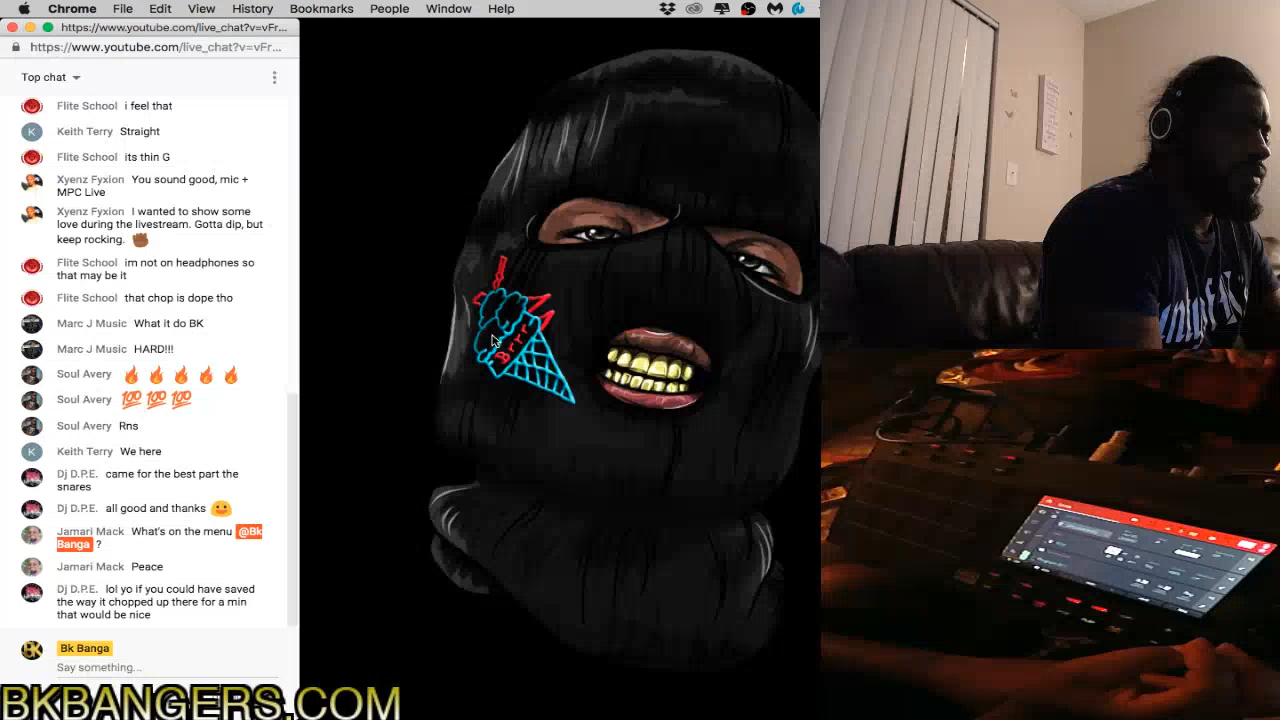 Chrome File Edit View History Bookmarks People Window Help
https://www.youtube.com/live_chat?v=vFr...
https://www.youtube.com/live_chat?v=vFr...
Top chat
Flite School i feel that
Keith Terry Straight
Flite School its thin G
Xyenz Fyxion You sound good, mic +
MPC Live
Xyenz Fyxion I wanted to show some
love during the livestream. Gotta dip, but
keep rocking.
Flite School im not on headphones so
that may be it
Flite School that chop is dope tho
Marc J Music What it do BK
Marc J Music HARD!!!
Soul Avery
Soul Avery 100 100 100
Soul Avery Rns
Keith Terry We here
Dj D.P.E. came for the best part the
snares
Dj D.P.E. all good and thanks
Jamari Mack What's on the menu @Bk
Banga ?
Jamari Mack Peace
Dj D.P.E. lol yo if you could have saved
the way it chopped up there for a min
that would be nice
BK
Bk Banga
Say something...
BKBANGERS.COM
Brrr